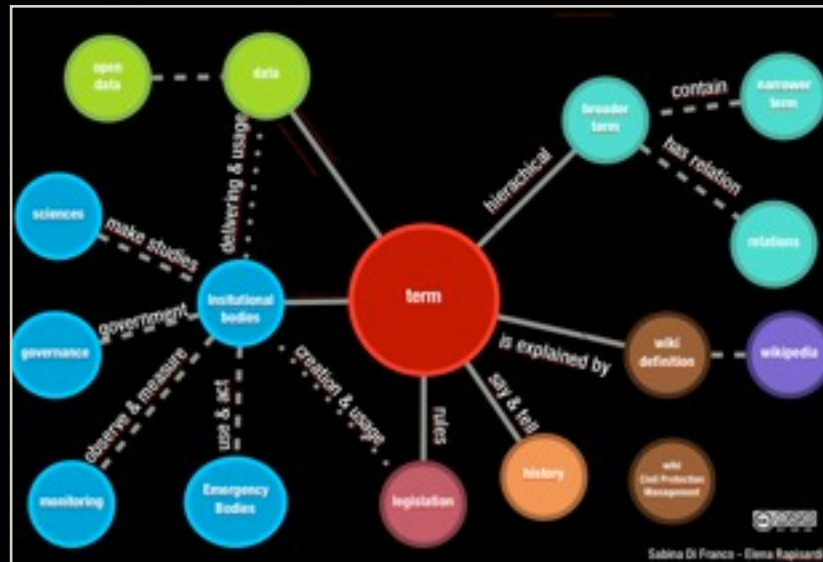 open
data
data
broader
term
contain
narrower
term
hierachical
has relation
relations
delivering & usage
sciences
make studies
Insitutional
bodies
term
government
governance
is explained by
wiki
definition
wikipedia
observe & measure
use & act
creation & usage
rules
say & tell
monitoring
Emergency
Bodies
legislation
history
wiki
Civil Protection
Management
Sabina Di Franco - Elena Rapisardi